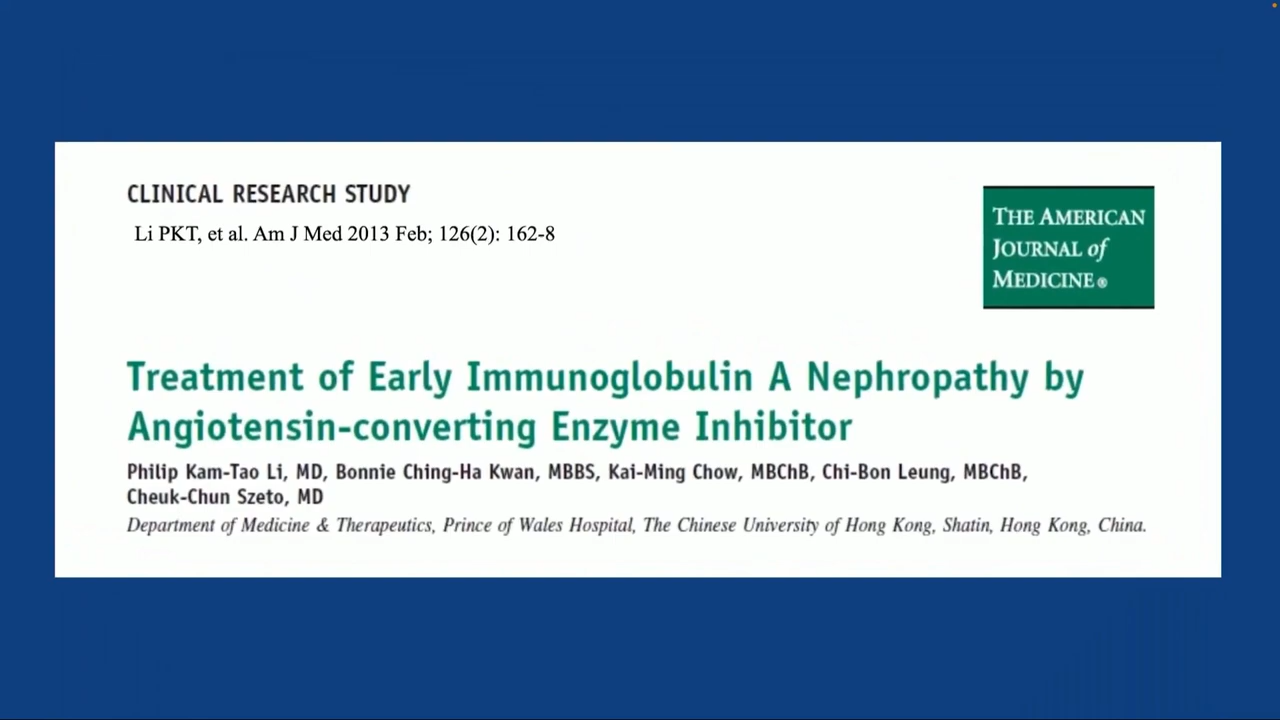 CLINICAL RESEARCH STUDY
Li PKT, et al. Am J Med 2013 Feb; 126(2): 162-8
THE AMERICAN
JOURNAL of
MEDICINE®
Treatment of Early Immunoglobulin A Nephropathy by
Angiotensin-converting Enzyme Inhibitor
Philip Kam-Tao Li, MD, Bonnie Ching-Ha Kwan, MBBS, Kai-Ming Chow, MBChB, Chi-Bon Leung, MBChB,
Cheuk-Chun Szeto, MD
Department of Medicine & Therapeutics, Prince of Wales Hospital, The Chinese University of Hong Kong, Shatin, Hong Kong, China.